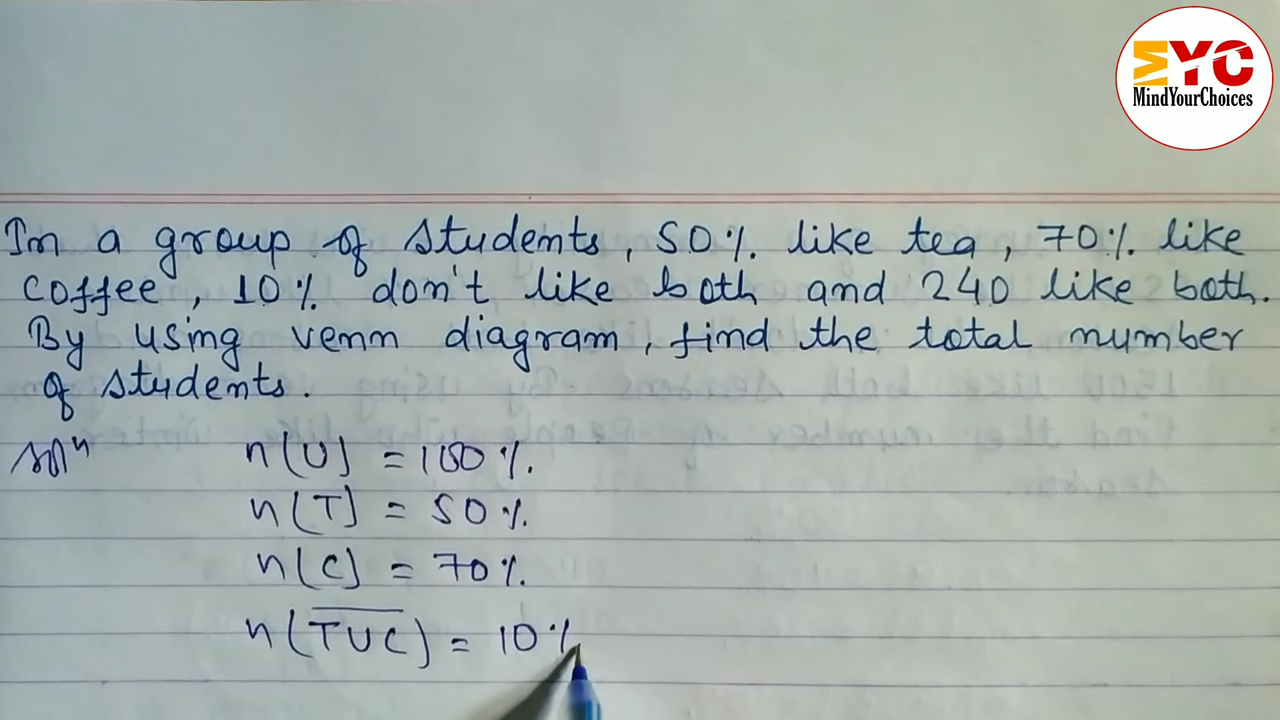 MYC
MindYourChoices
In a group of students, 50% like tea, 70% like
coffee, 10% don't like both and 240 like both.
By using venn diagram, find the total number
of students.
solⁿ n(U) = 100%.
n(T) = 50%
n(C) = 70%
n(T̅ ̅∪̅ ̅C̅) = 10%